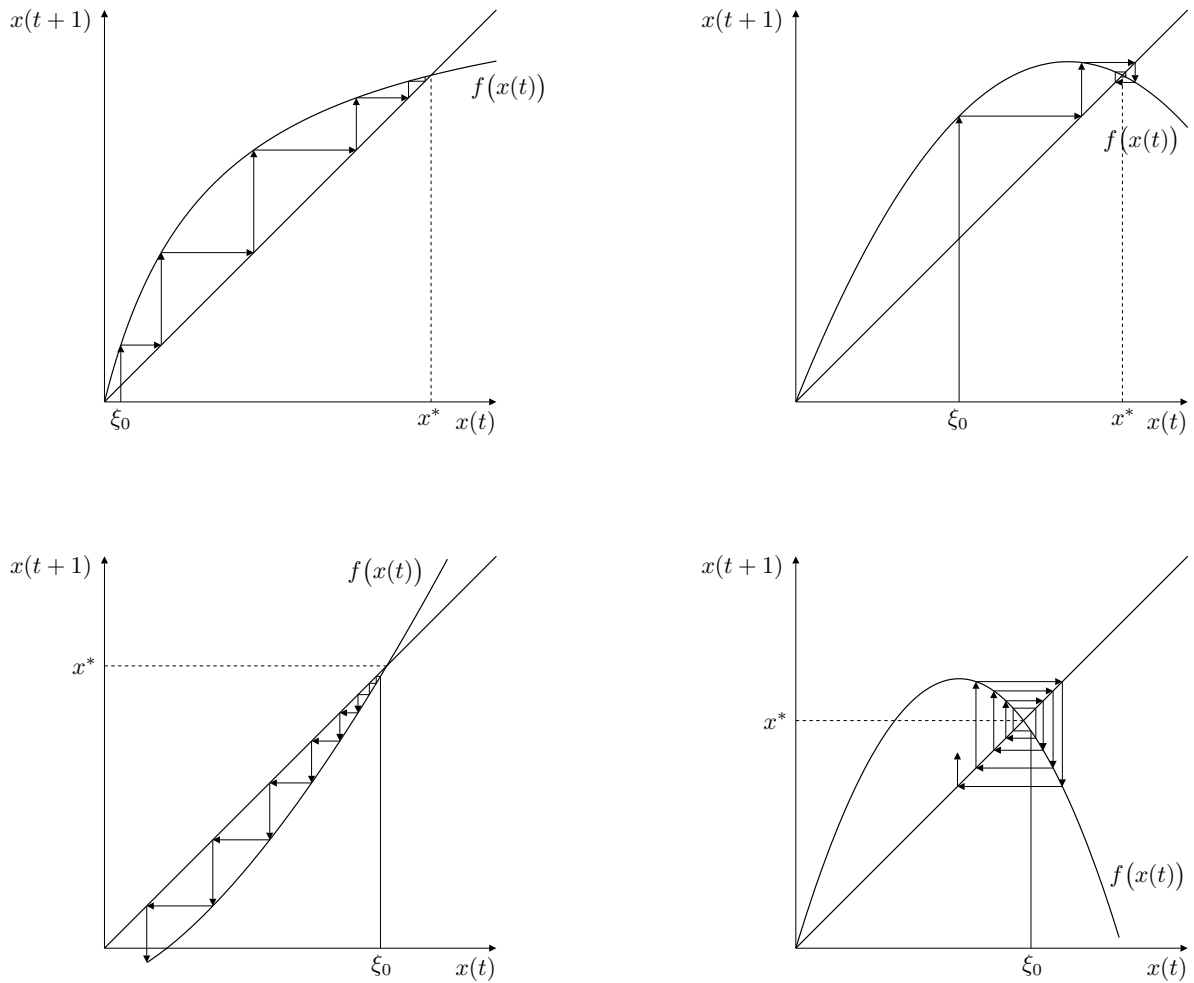 x(t + 1)
f(x(t))
ξ₀
x*
x(t)
x(t + 1)
f(x(t))
ξ₀
x*
x(t)
x(t + 1)
f(x(t))
x*
ξ₀
x(t)
x(t + 1)
x*
f(x(t))
ξ₀
x(t)